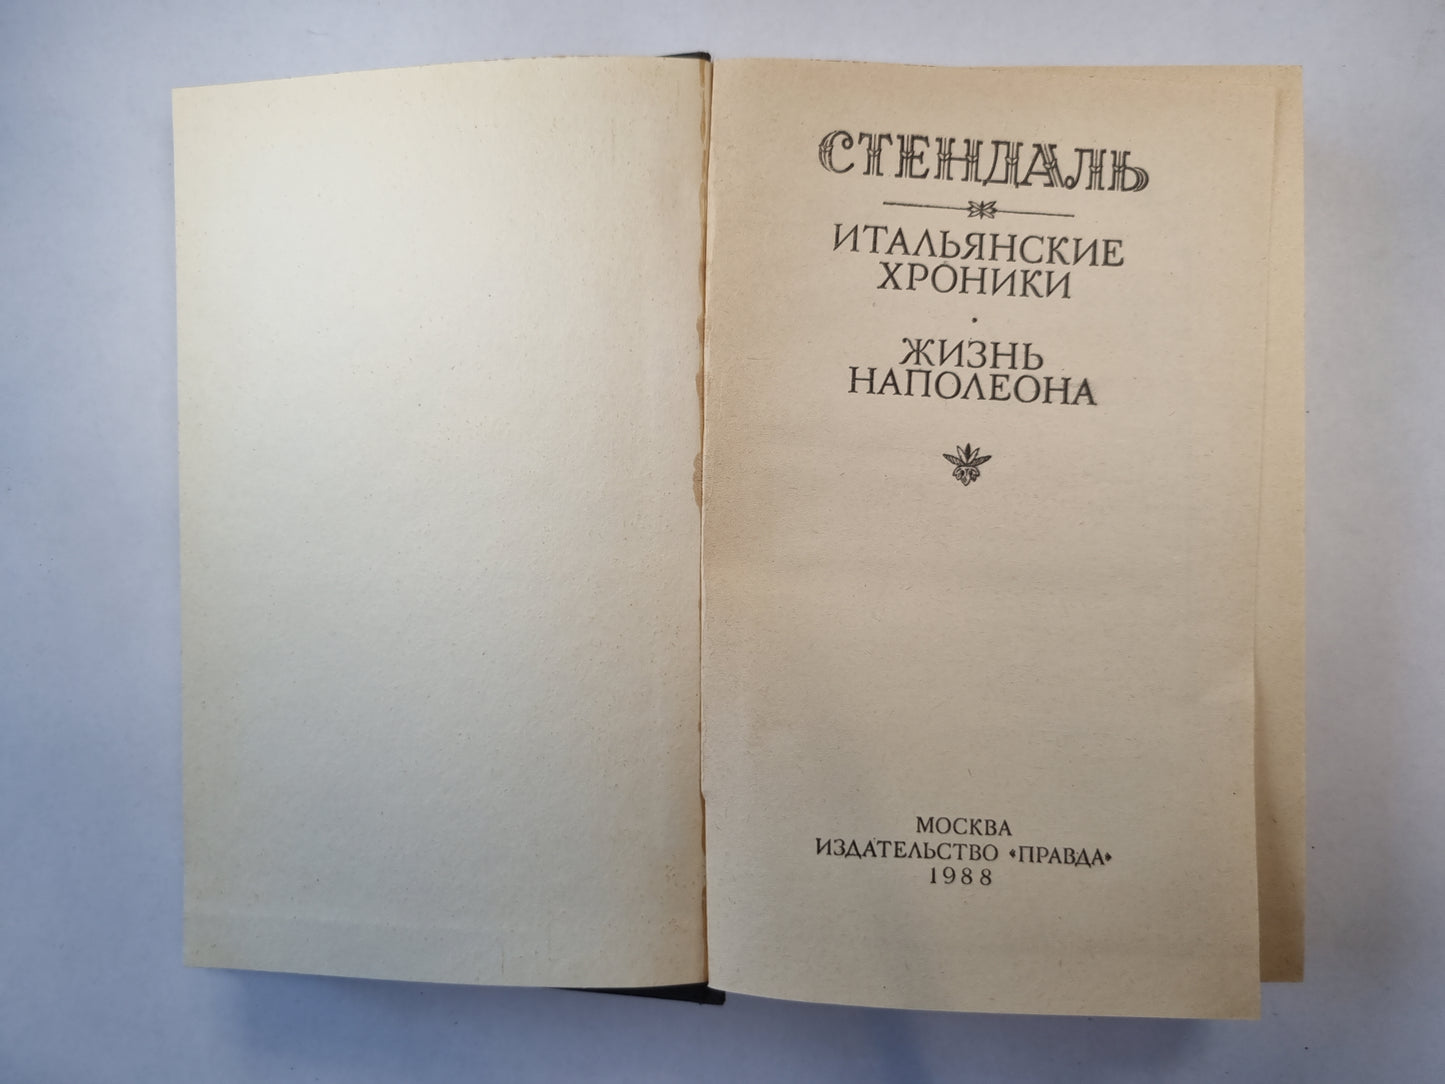 СТЕНДАЛЬ
ИТАЛЬЯНСКИЕ
ХРОНИКИ
·
ЖИЗНЬ
НАПОЛЕОНА
МОСКВА
ИЗДАТЕЛЬСТВО «ПРАВДА»
1988